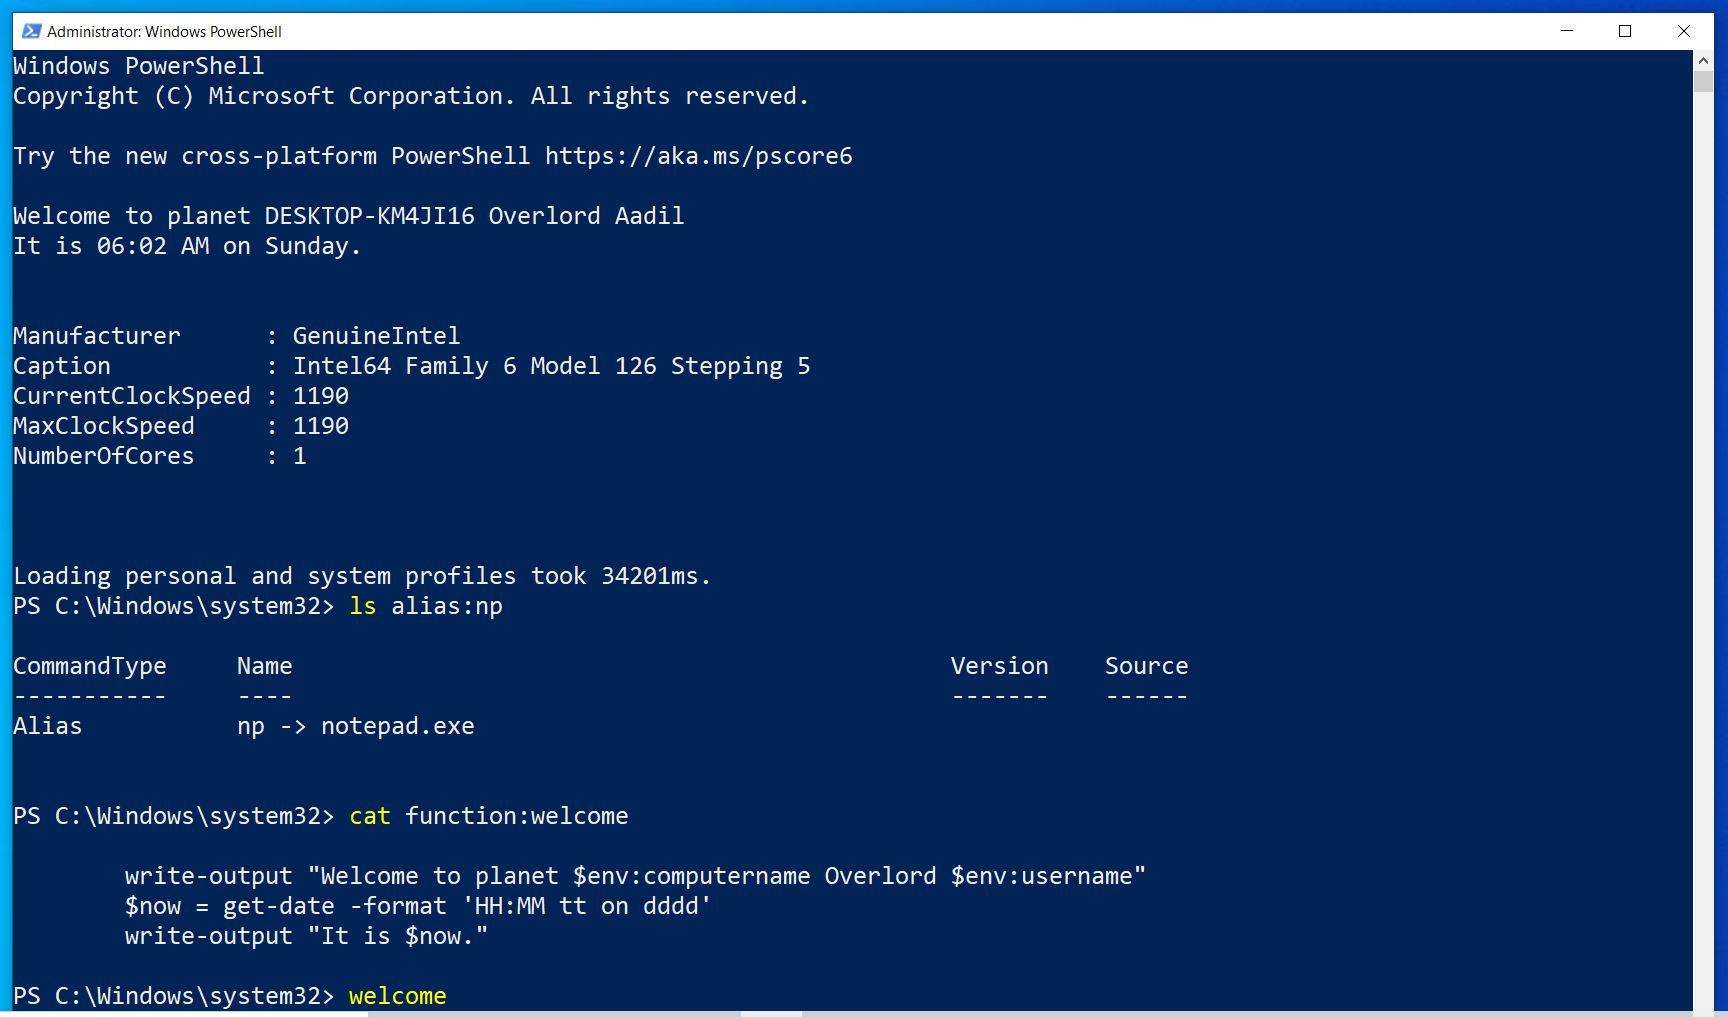 Administrator: Windows PowerShell
Windows PowerShell
Copyright (C) Microsoft Corporation. All rights reserved.
Try the new cross-platform PowerShell https://aka.ms/pscore6
Welcome to planet DESKTOP-KM4JI16 Overlord Aadil
It is 06:02 AM on Sunday.
Manufacturer      : GenuineIntel
Caption           : Intel64 Family 6 Model 126 Stepping 5
CurrentClockSpeed : 1190
MaxClockSpeed     : 1190
NumberOfCores     : 1
Loading personal and system profiles took 34201ms.
PS C:\Windows\system32> ls alias:np
CommandType     Name                                               Version    Source
-----------     ----                                               -------    ------
Alias           np -> notepad.exe
PS C:\Windows\system32> cat function:welcome
        write-output "Welcome to planet $env:computername Overlord $env:username"
        $now = get-date -format 'HH:MM tt on dddd'
        write-output "It is $now."
PS C:\Windows\system32> welcome